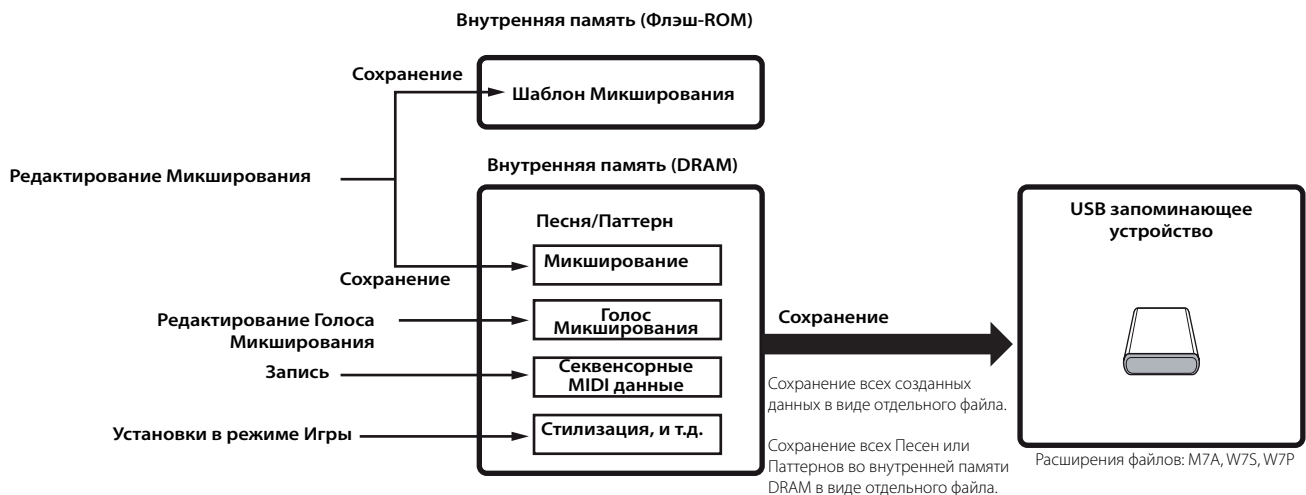 Внутренняя память (Флэш-ROM)
Сохранение
Шаблон Микширования
Редактирование Микширования
Внутренняя память (DRAM)
Песня/Паттерн
Микширование
Сохранение
Голос
Микширования
Редактирование Голоса
Микширования
Запись
Секвенсорные
MIDI данные
Установки в режиме Игры
Стилизация, и т.д.
Сохранение
Сохранение всех созданных
данных в виде отдельного файла.
Сохранение всех Песен или
Паттернов во внутренней памяти
DRAM в виде отдельного файла.
USB запоминающее
устройство
Расширения файлов: M7A, W7S, W7P